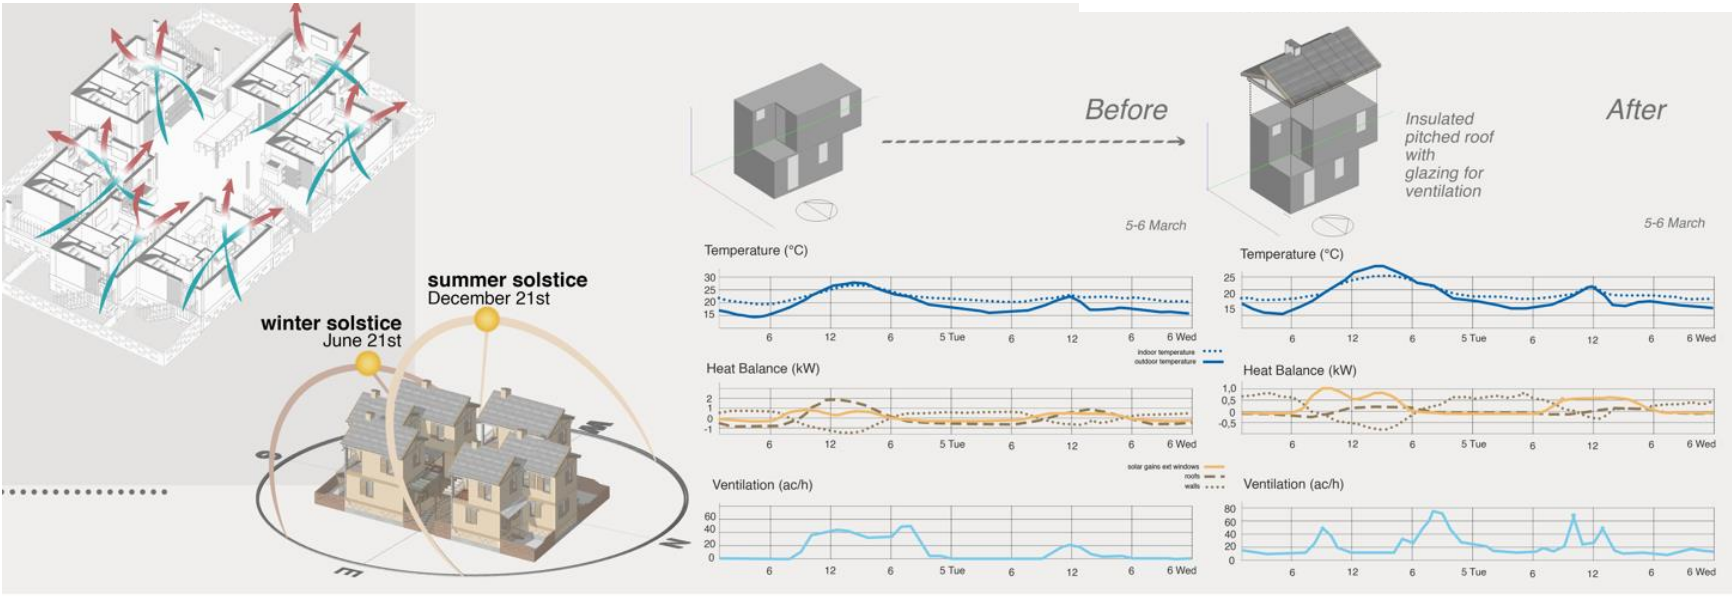 summer solstice
December 21st
winter solstice
June 21st
S
W
E
N
Before
5-6 March
Temperature (°C)
30
25
20
15
6
12
6
5 Tue
6
12
6
6 Wed
indoor temperature
outdoor temperature
Heat Balance (kW)
2
1
0
-1
6
12
6
5 Tue
6
12
6
6 Wed
solar gains ext windows
roofs
walls
Ventilation (ac/h)
60
40
20
0
6
12
6
5 Tue
6
12
6
6 Wed
Insulated
pitched roof
with
glazing for
ventilation
After
5-6 March
Temperature (°C)
25
20
15
6
12
6
5 Tue
6
12
6
6 Wed
Heat Balance (kW)
1,0
0,5
0
-0,5
6
12
6
5 Tue
6
12
6
6 Wed
Ventilation (ac/h)
80
60
40
20
0
6
12
6
5 Tue
6
12
6
6 Wed